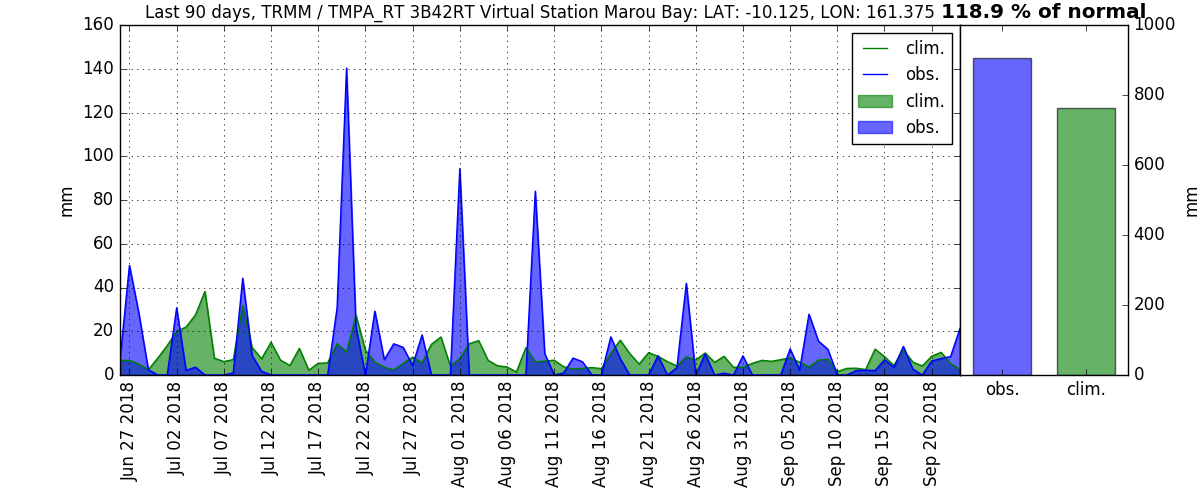 Last 90 days, TRMM / TMPA_RT 3B42RT Virtual Station Marou Bay: LAT: -10.125, LON: 161.375 118.9 % of normal
160
140
120
100
80
60
40
20
0
mm
clim.
obs.
clim.
obs.
1000
800
600
400
200
0
mm
obs.
clim.
Jun 27 2018
Jul 02 2018
Jul 07 2018
Jul 12 2018
Jul 17 2018
Jul 22 2018
Jul 27 2018
Aug 01 2018
Aug 06 2018
Aug 11 2018
Aug 16 2018
Aug 21 2018
Aug 26 2018
Aug 31 2018
Sep 05 2018
Sep 10 2018
Sep 15 2018
Sep 20 2018